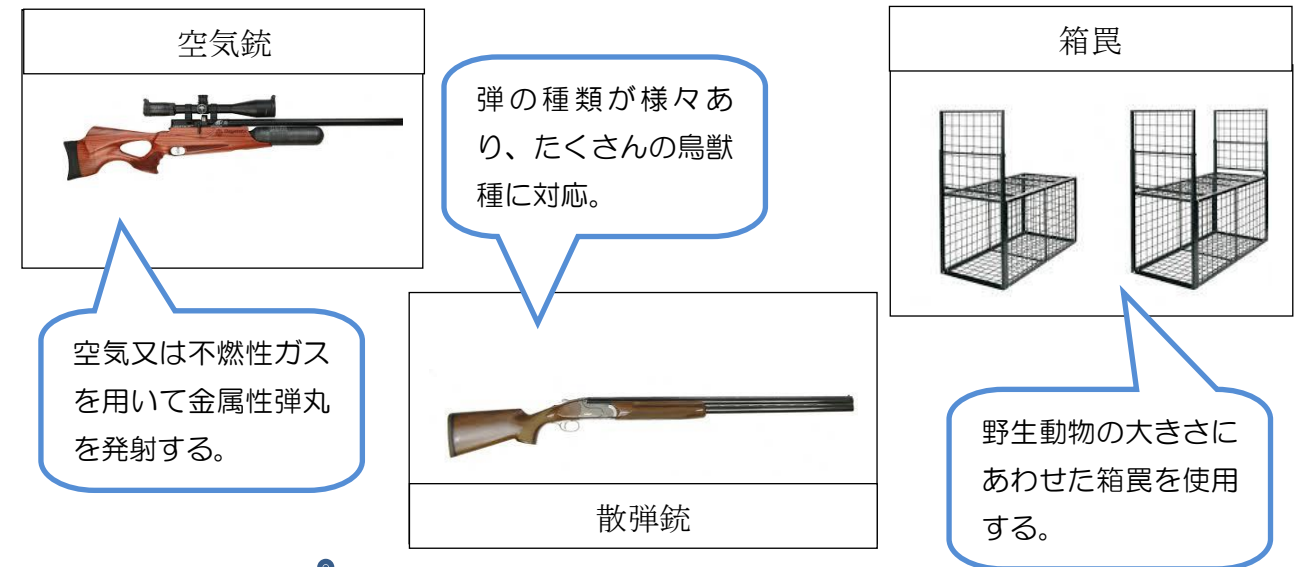 空気銃
空気又は不燃性ガス
を用いて金属性弾丸
を発射する。
弾の種類が様々あ
り、たくさんの鳥獣
種に対応。
散弾銃
箱罠
野生動物の大きさに
あわせた箱罠を使用
する。